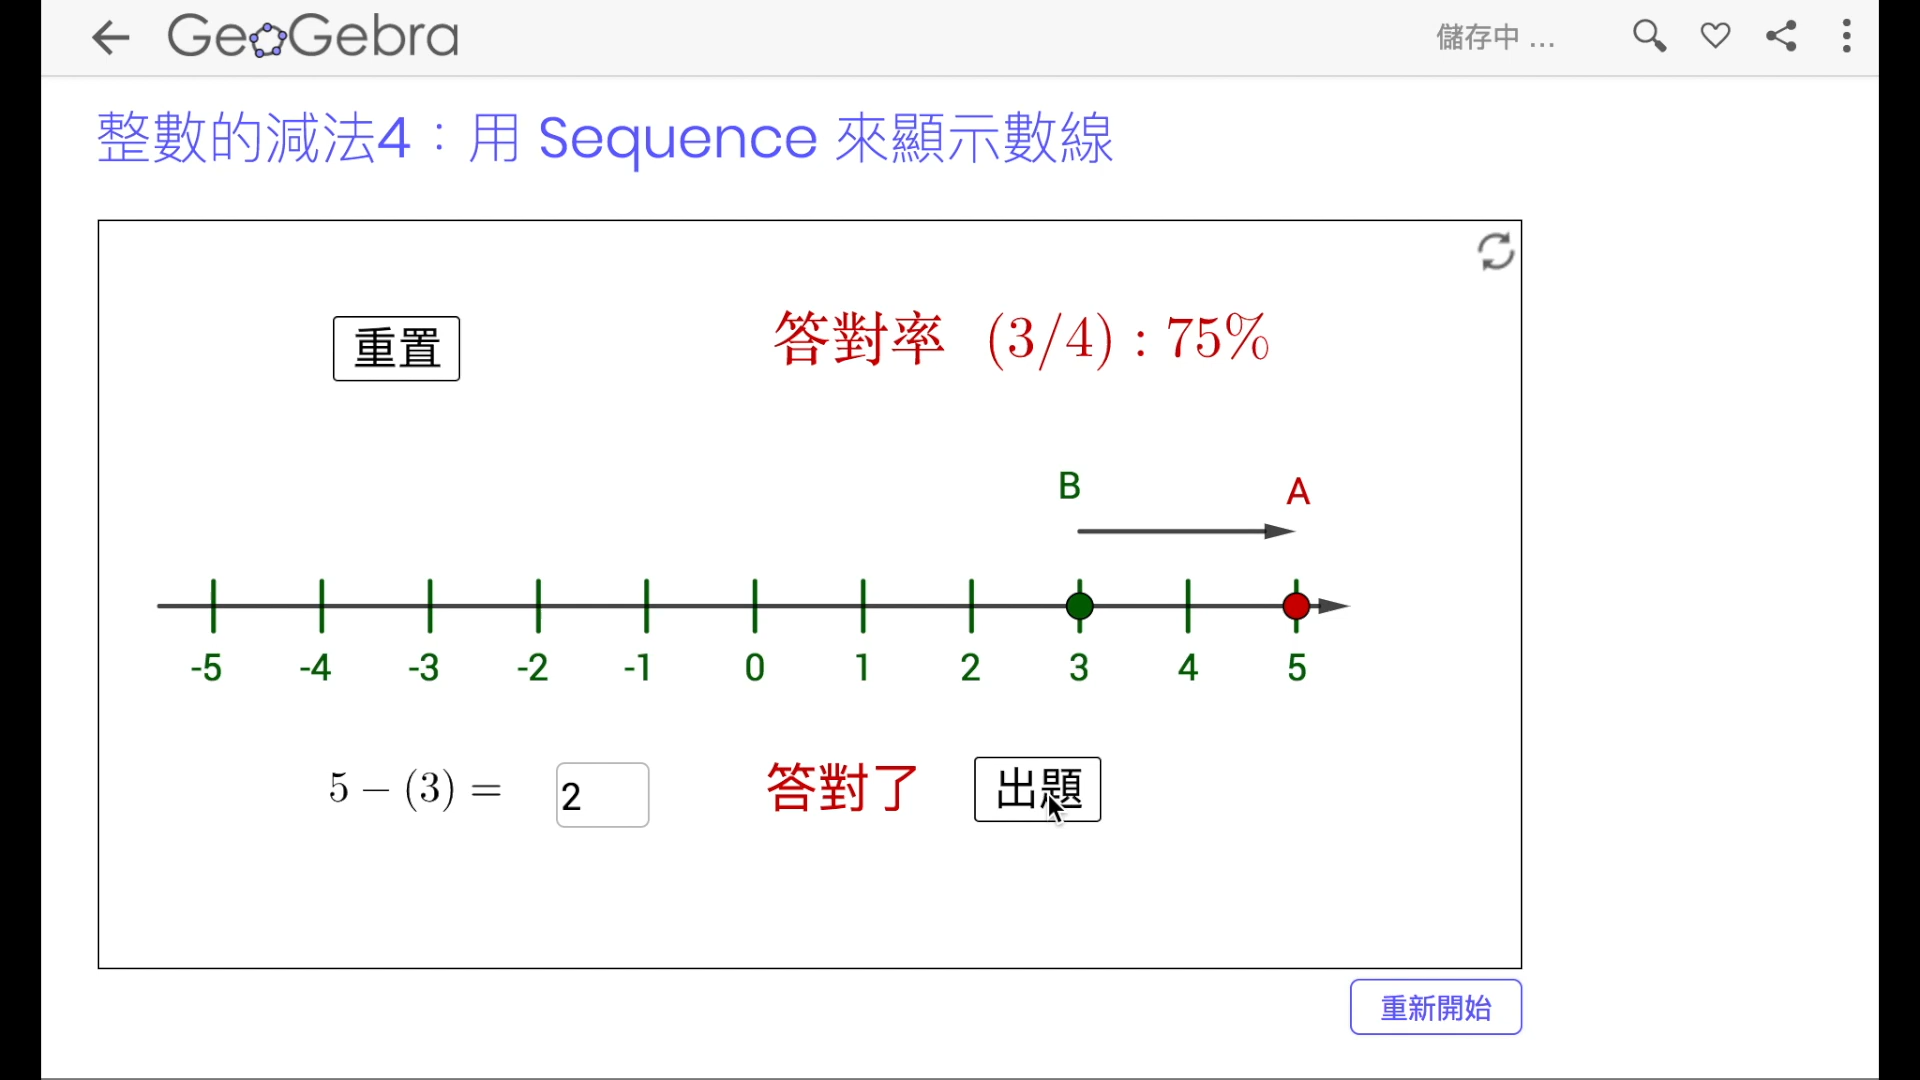 GeoGebra
儲存中 ...
整數的減法4：用 Sequence 來顯示數線
重置
答對率 (3/4) : 75%
B
A
-5 -4 -3 -2 -1 0 1 2 3 4 5
5 − (3) = 2
答對了
出題
重新開始